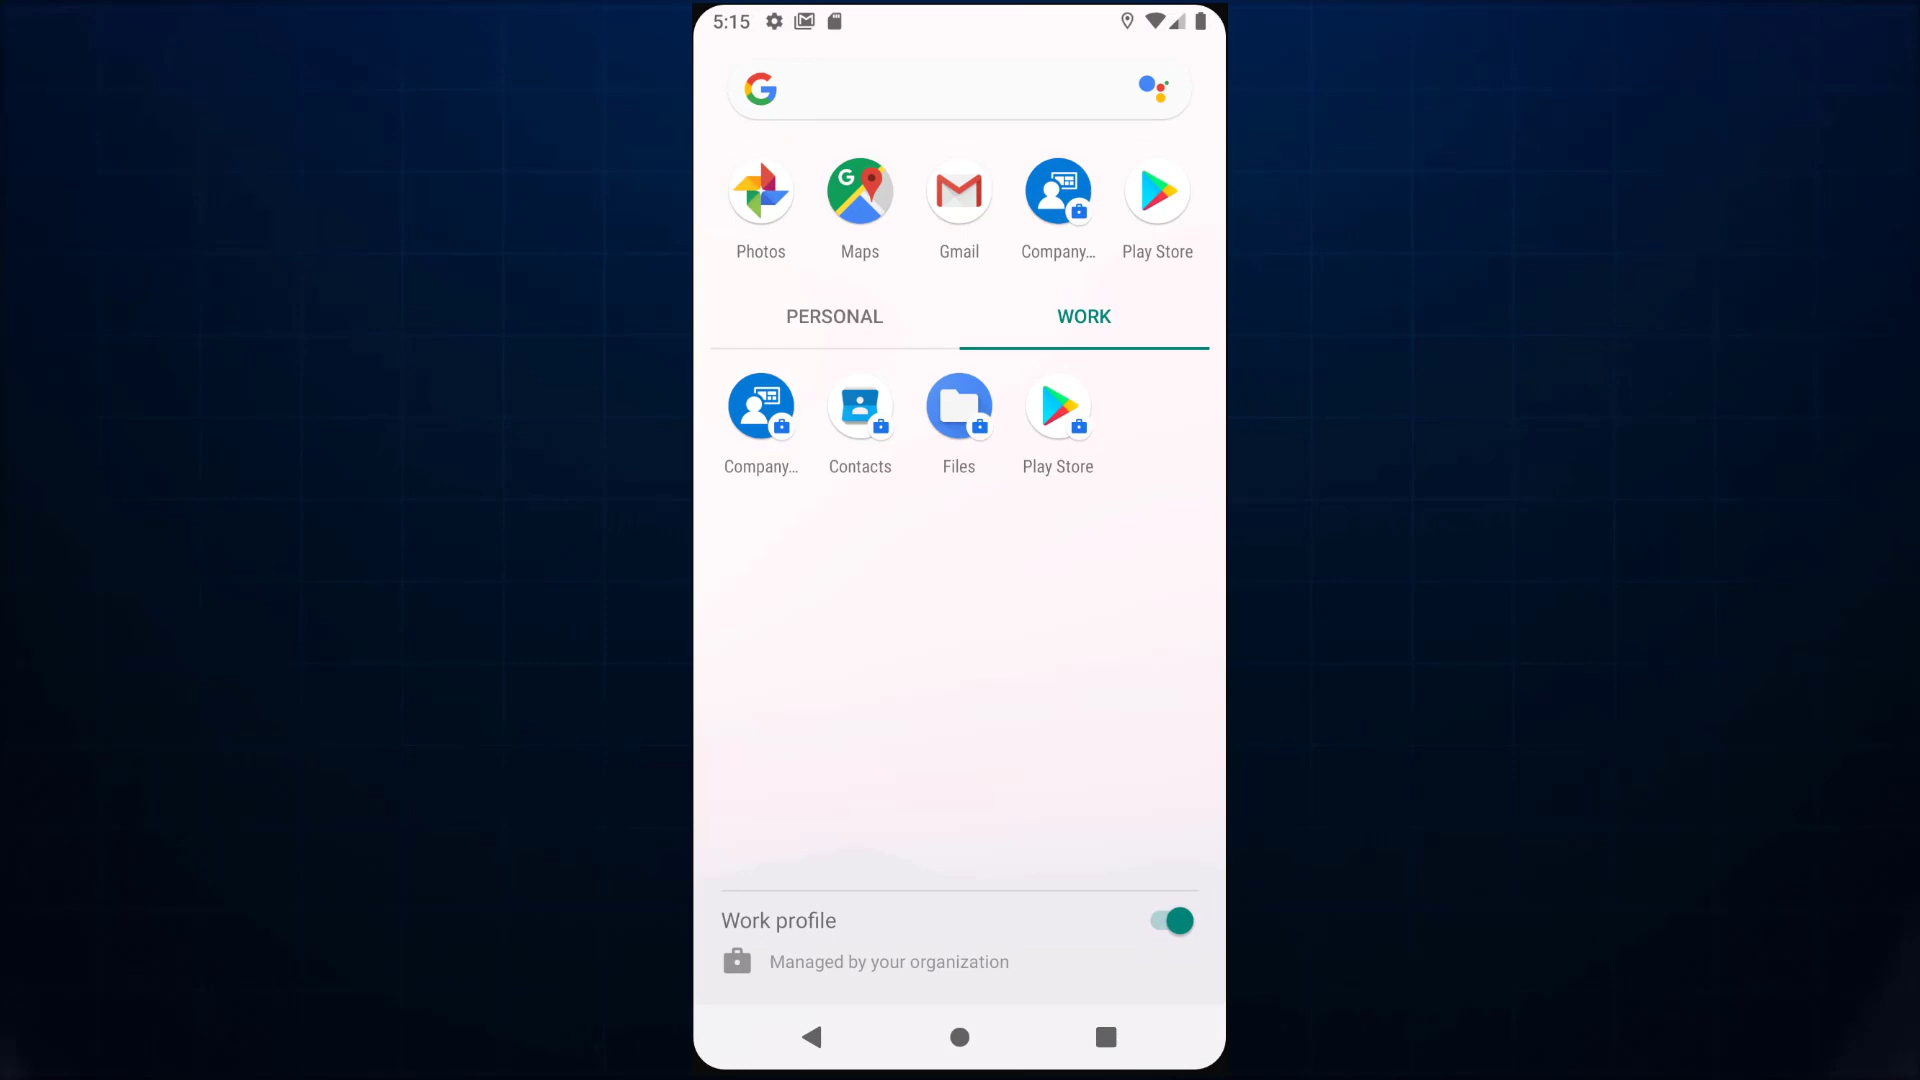 5:15
Photos Maps Gmail Company... Play Store
PERSONAL WORK
Company... Contacts Files Play Store
Work profile
Managed by your organization